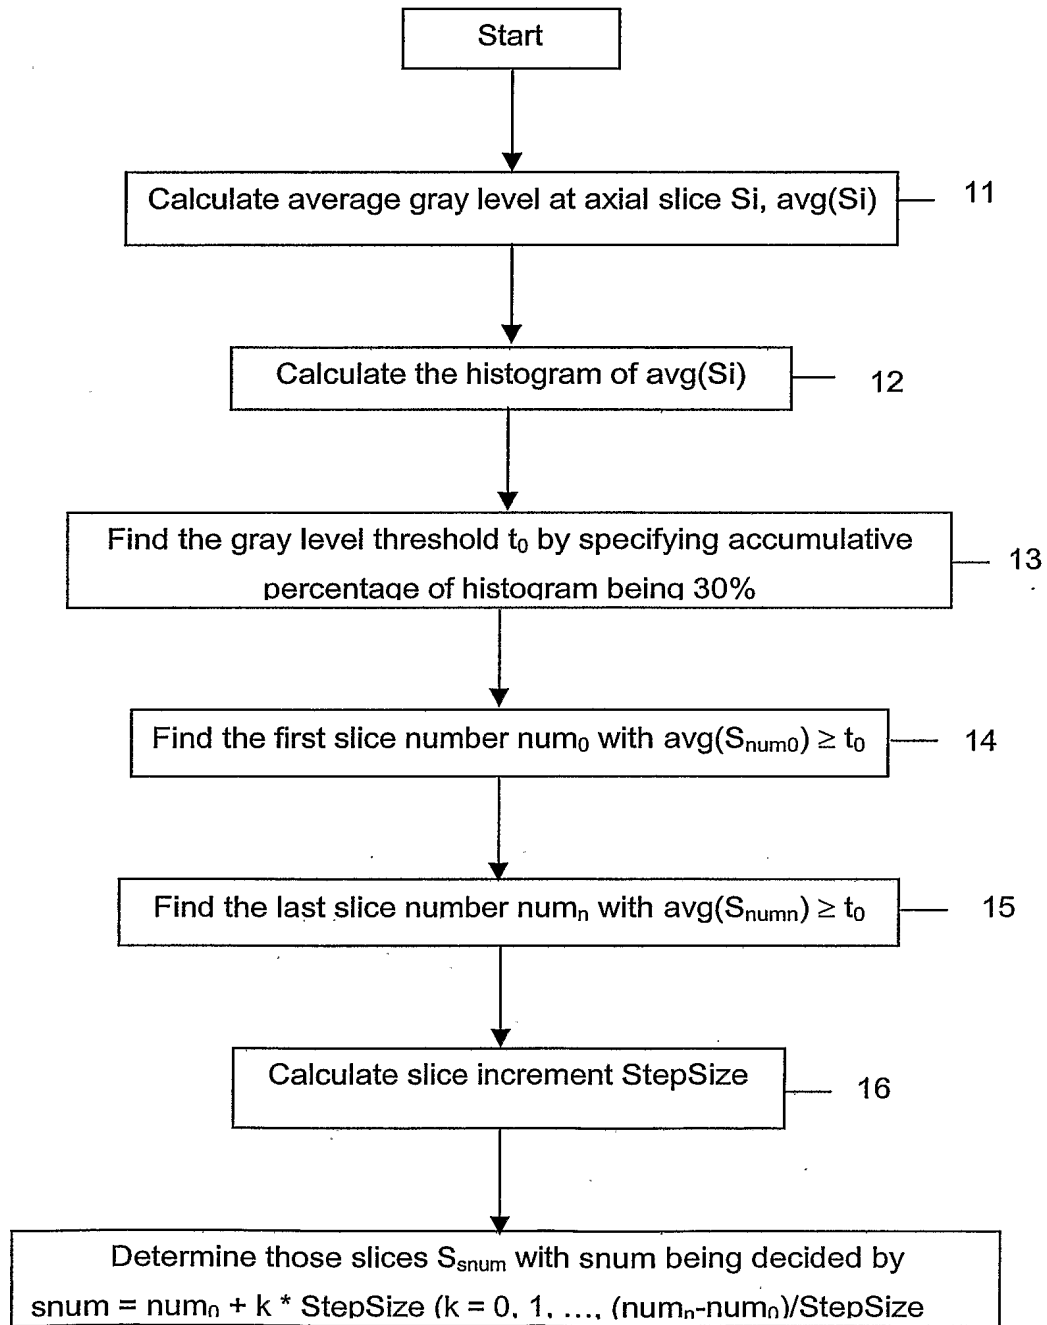 Start
Calculate average gray level at axial slice Si, avg(Si)
11
Calculate the histogram of avg(Si)
12
Find the gray level threshold t₀ by specifying accumulative
percentage of histogram being 30%
13
Find the first slice number num₀ with avg(Sₙᵤₘ₀) ≥ t₀
14
Find the last slice number numₙ with avg(Sₙᵤₘₙ) ≥ t₀
15
Calculate slice increment StepSize
16
Determine those slices Sₛₙᵤₘ with snum being decided by
snum = num₀ + k * StepSize (k = 0, 1, ..., (numₙ-num₀)/StepSize